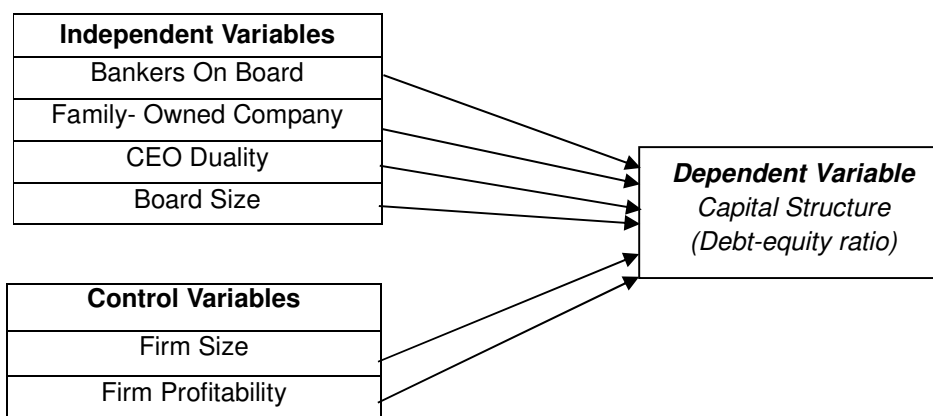 Independent Variables
Bankers On Board
Family- Owned Company
CEO Duality
Board Size
Dependent Variable
Capital Structure
(Debt-equity ratio)
Control Variables
Firm Size
Firm Profitability